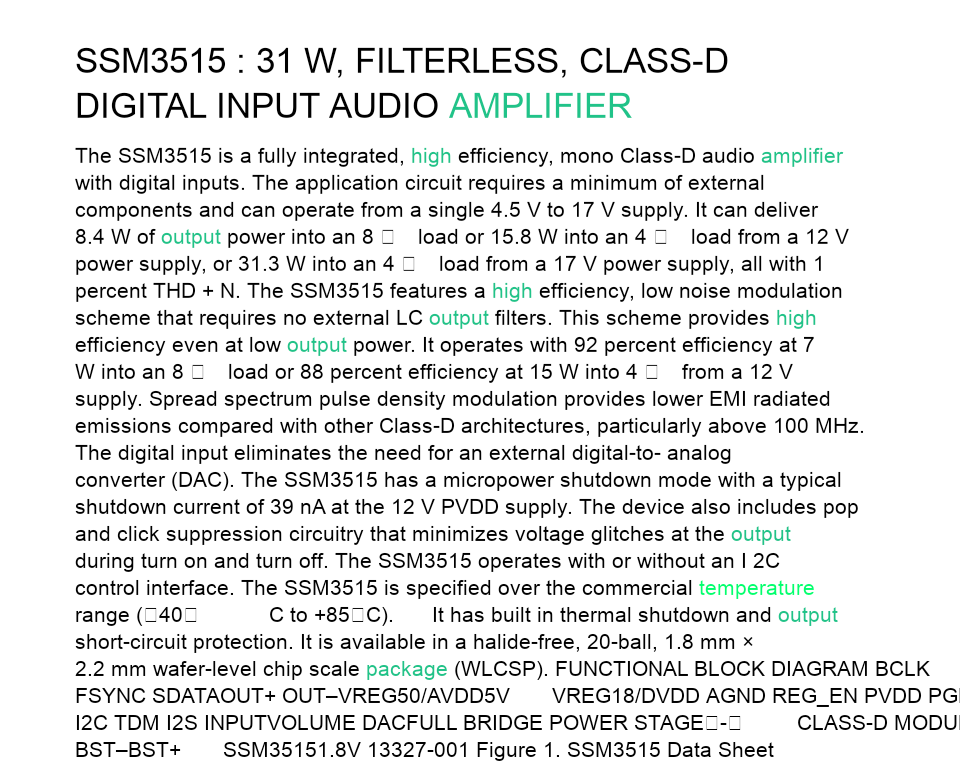 SSM3515 : 31 W, FILTERLESS, CLASS-D
DIGITAL INPUT AUDIO AMPLIFIER
The SSM3515 is a fully integrated, high efficiency, mono Class-D audio amplifier
with digital inputs. The application circuit requires a minimum of external
components and can operate from a single 4.5 V to 17 V supply. It can deliver
8.4 W of output power into an 8 □ load or 15.8 W into an 4 □ load from a 12 V
power supply, or 31.3 W into an 4 □ load from a 17 V power supply, all with 1
percent THD + N. The SSM3515 features a high efficiency, low noise modulation
scheme that requires no external LC output filters. This scheme provides high
efficiency even at low output power. It operates with 92 percent efficiency at 7
W into an 8 □ load or 88 percent efficiency at 15 W into 4 □ from a 12 V
supply. Spread spectrum pulse density modulation provides lower EMI radiated
emissions compared with other Class-D architectures, particularly above 100 MHz.
The digital input eliminates the need for an external digital-to- analog
converter (DAC). The SSM3515 has a micropower shutdown mode with a typical
shutdown current of 39 nA at the 12 V PVDD supply. The device also includes pop
and click suppression circuitry that minimizes voltage glitches at the output
during turn on and turn off. The SSM3515 operates with or without an I 2C
control interface. The SSM3515 is specified over the commercial temperature
range (□40□ C to +85□C). It has built in thermal shutdown and output
short-circuit protection. It is available in a halide-free, 20-ball, 1.8 mm ×
2.2 mm wafer-level chip scale package (WLCSP). FUNCTIONAL BLOCK DIAGRAM BCLK
FSYNC SDATAOUT+ OUT–VREG50/AVDD5V VREG18/DVDD AGND REG_EN PVDD
I2C TDM I2S INPUTVOLUME DACFULL BRIDGE POWER STAGE□-□ CLASS-D
BST–BST+ SSM35151.8V 13327-001 Figure 1. SSM3515 Data Sheet